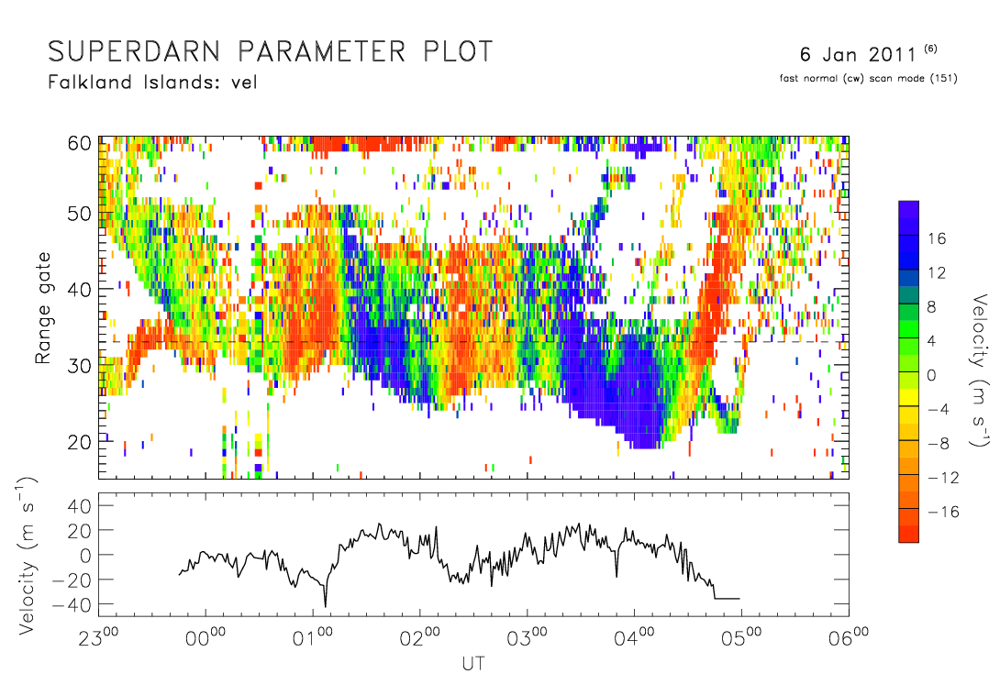 SUPERDARN PARAMETER PLOT
6 Jan 2011 (6)
Falkland Islands: vel
fast normal (cw) scan mode (151)
60
50
40
30
20
Range gate
16
12
8
4
0
−4
−8
−12
−16
Velocity (m s⁻¹)
40
20
0
−20
−40
Velocity (m s⁻¹)
23⁰⁰ 00⁰⁰ 01⁰⁰ 02⁰⁰ 03⁰⁰ 04⁰⁰ 05⁰⁰ 06⁰⁰
UT